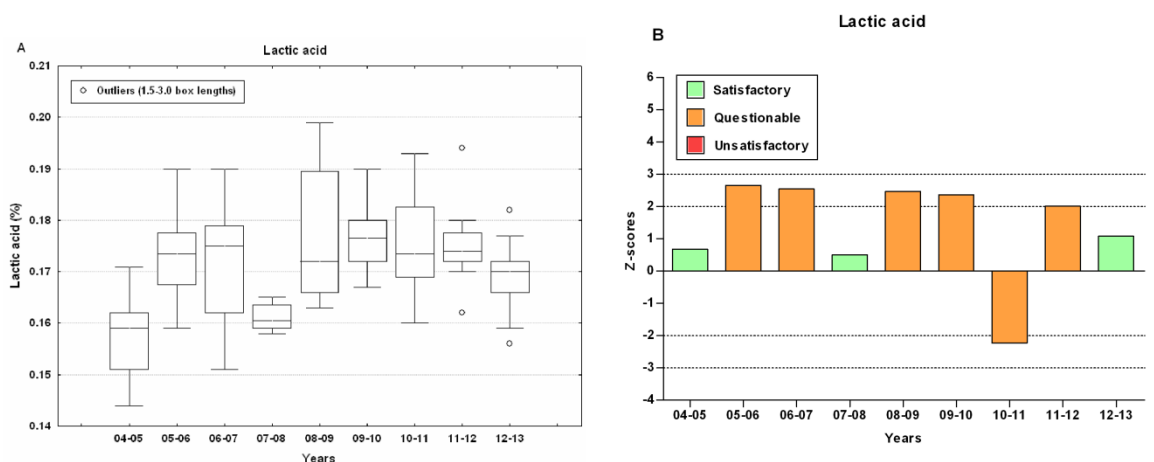 A
Lactic acid
Outliers (1.5-3.0 box lengths)
Lactic acid (%)
0.21
0.20
0.19
0.18
0.17
0.16
0.15
0.14
04-05 05-06 06-07 07-08 08-09 09-10 10-11 11-12 12-13
Years
B
Lactic acid
Satisfactory
Questionable
Unsatisfactory
Z-scores
6
5
4
3
2
1
0
-1
-2
-3
-4
04-05 05-06 06-07 07-08 08-09 09-10 10-11 11-12 12-13
Years